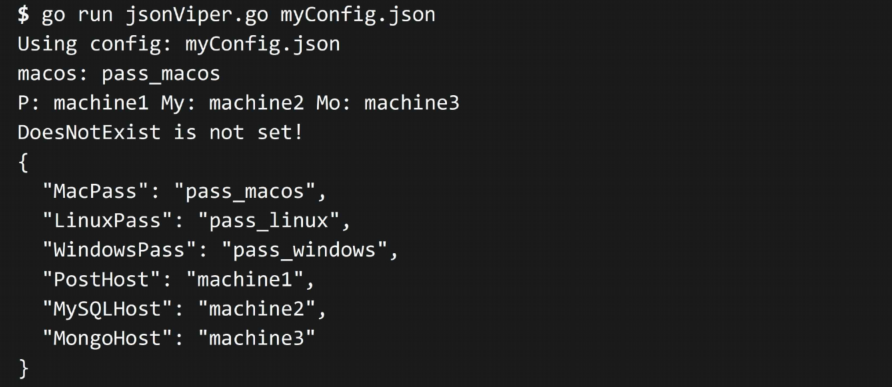 $ go run jsonViper.go myConfig.json
Using config: myConfig.json
macos: pass_macos
P: machine1 My: machine2 Mo: machine3
DoesNotExist is not set!
{
  "MacPass": "pass_macos",
  "LinuxPass": "pass_linux",
  "WindowsPass": "pass_windows",
  "PostHost": "machine1",
  "MySQLHost": "machine2",
  "MongoHost": "machine3"
}